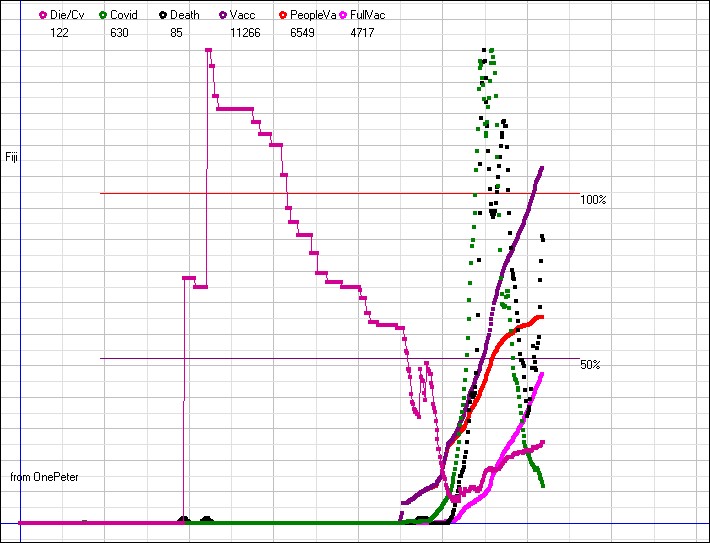 Die/Cv Covid Death Vacc PeopleVa FullVac
122 630 85 11266 6549 4717
Fiji
100%
50%
from OnePeter